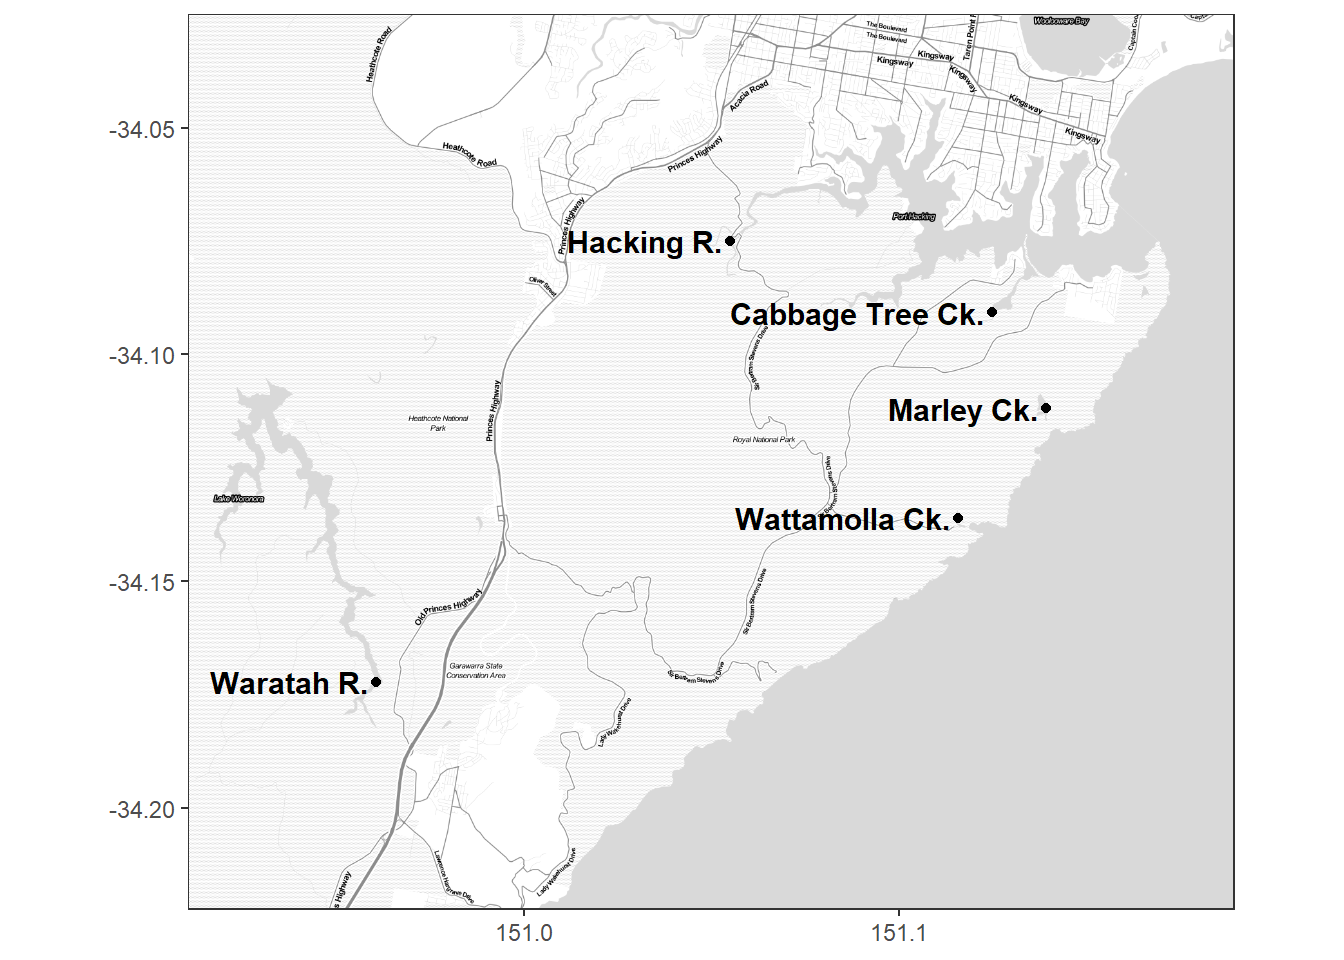 Woolooware Bay
Heathcote Road
The Boulevard
The Boulevard
Taren Point
Captain Coo
Kingsway
Kingsway
Kingsway
Kingsway
Kingsway
Acacia Road
-34.05
Heathcote Road
Princes Highway
Princes Highway
Port Hacking
Hacking R.
Oliver Street
Cabbage Tree Ck.
-34.10
Sir Bertram Stevens Drive
Princes Highway
Marley Ck.
Heathcote National
Park
Royal National Park
Sir Bertram Stevens Drive
Lake Woronora
Wattamolla Ck.
-34.15
Sir Bertram Stevens Drive
Old Princes Highway
Garawarra State
Conservation Area
Sir Bertram Stevens Drive
Waratah R.
Lady Wakehurst Drive
-34.20
Lawrence Hargrave Drive
Lady Wakehurst Drive
s Highway
151.0
151.1